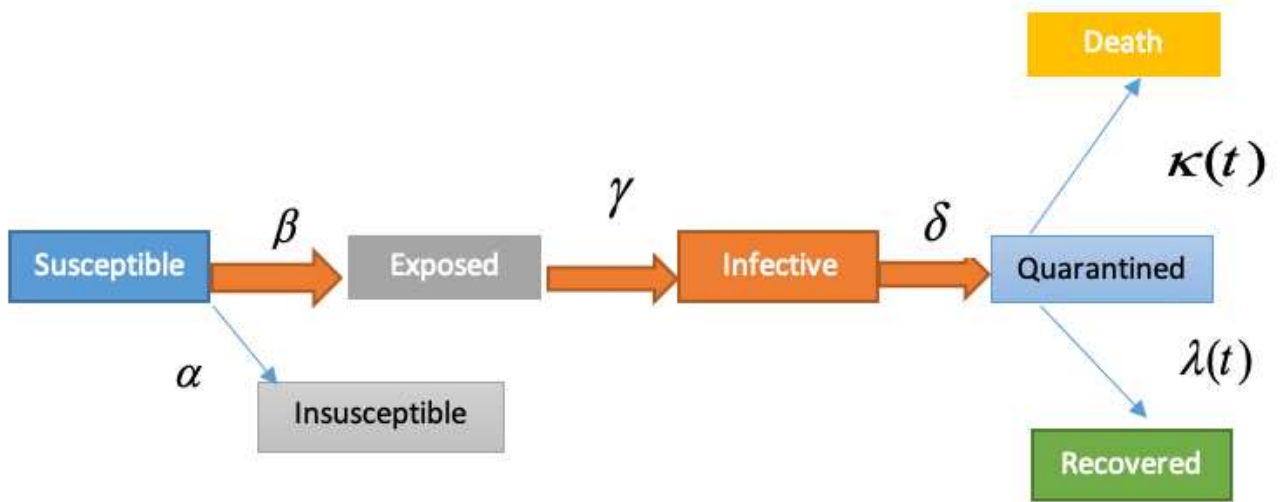 Death
κ(t)
γ
β
δ
Susceptible
Exposed
Infective
Quarantined
α
λ(t)
Insusceptible
Recovered